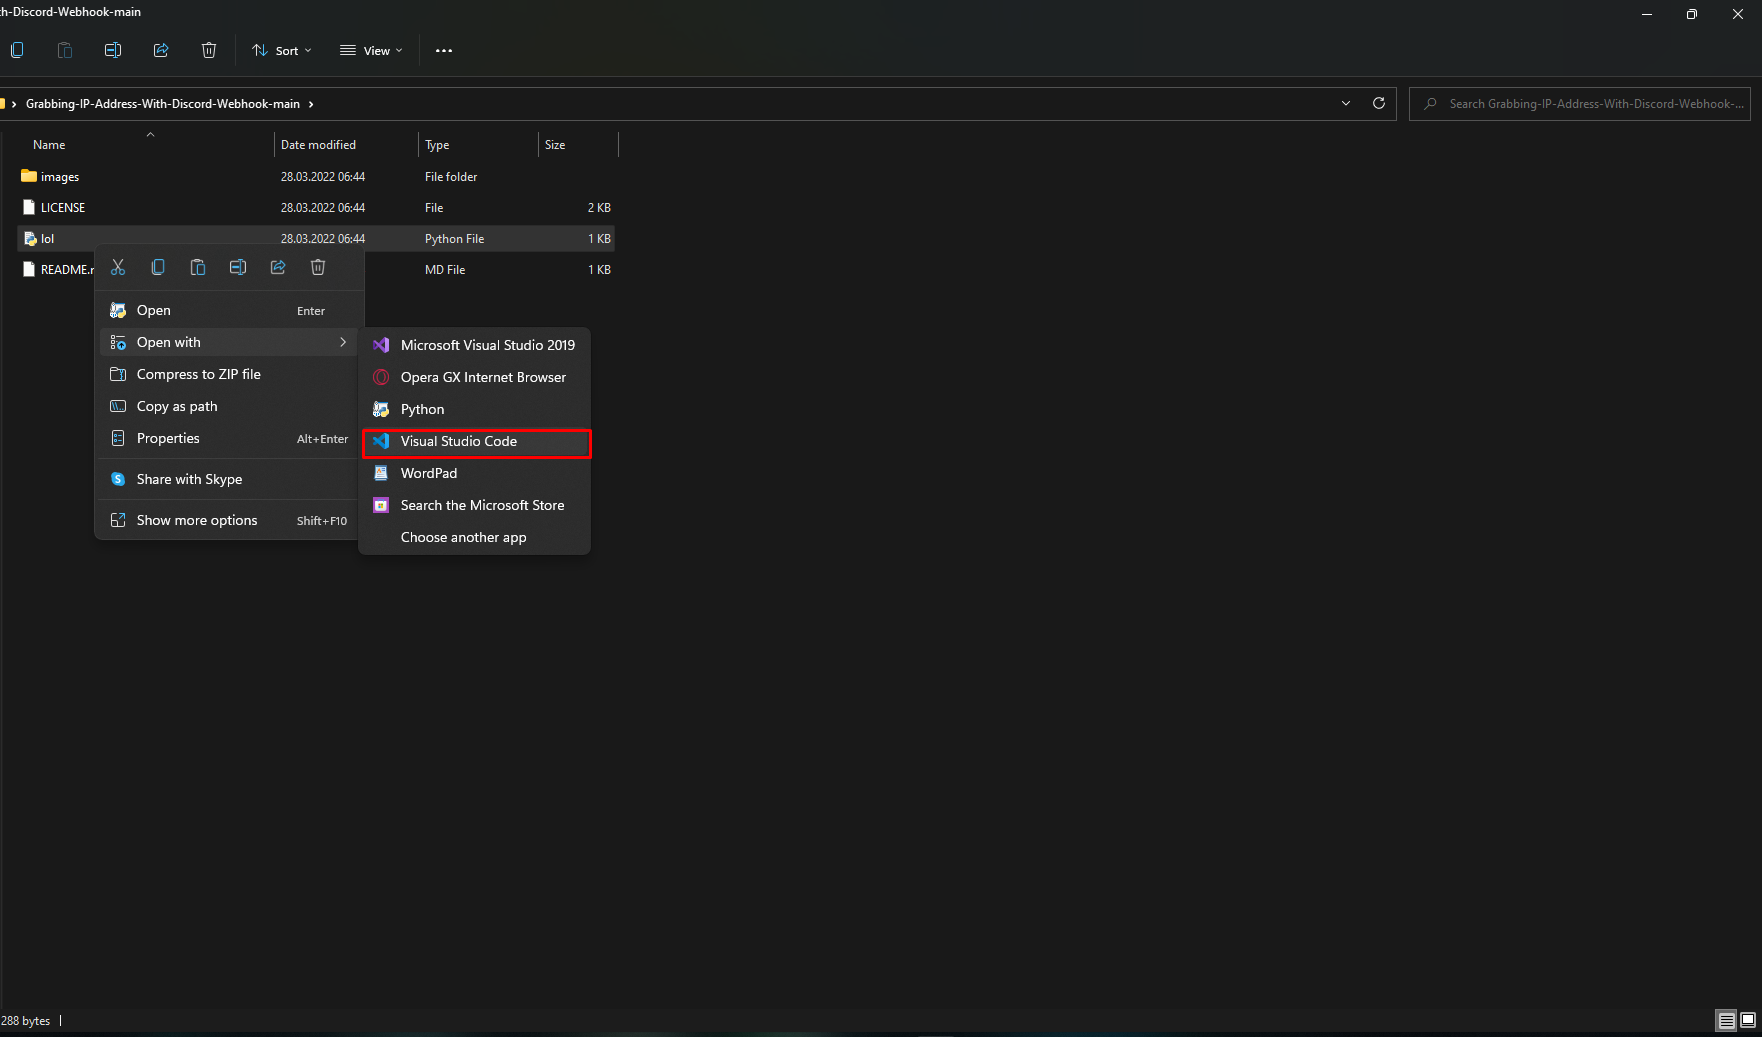 th-Discord-Webhook-main
Sort
View
Grabbing-IP-Address-With-Discord-Webhook-main
Search Grabbing-IP-Address-With-Discord-Webhook-...
Name Date modified Type Size
images 28.03.2022 06:44 File folder
LICENSE 28.03.2022 06:44 File 2 KB
lol 28.03.2022 06:44 Python File 1 KB
README.r MD File 1 KB
Open Enter
Open with
Compress to ZIP file
Copy as path
Properties Alt+Enter
Share with Skype
Show more options Shift+F10
Microsoft Visual Studio 2019
Opera GX Internet Browser
Python
Visual Studio Code
WordPad
Search the Microsoft Store
Choose another app
288 bytes